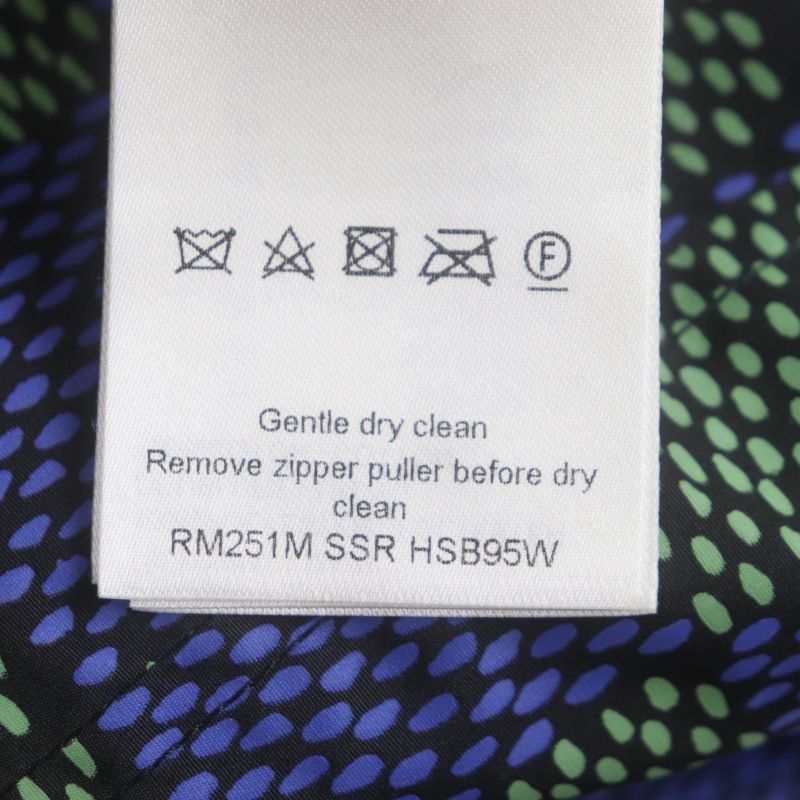 F
Gentle dry clean
Remove zipper puller before dry
clean
RM251M SSR HSB95W